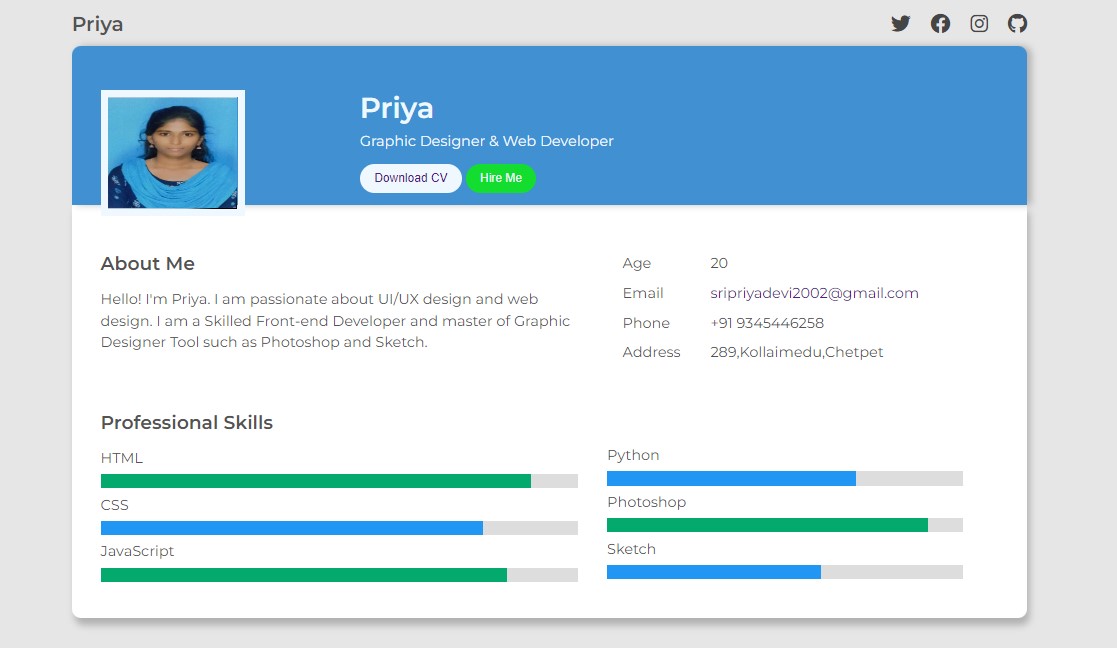 Priya
Priya
Graphic Designer & Web Developer
Download CV
Hire Me
About Me
Hello! I'm Priya. I am passionate about UI/UX design and web
design. I am a Skilled Front-end Developer and master of Graphic
Designer Tool such as Photoshop and Sketch.
Age 20
Email sripriyadevi2002@gmail.com
Phone +91 9345446258
Address 289,Kollaimedu,Chetpet
Professional Skills
HTML
CSS
JavaScript
Python
Photoshop
Sketch